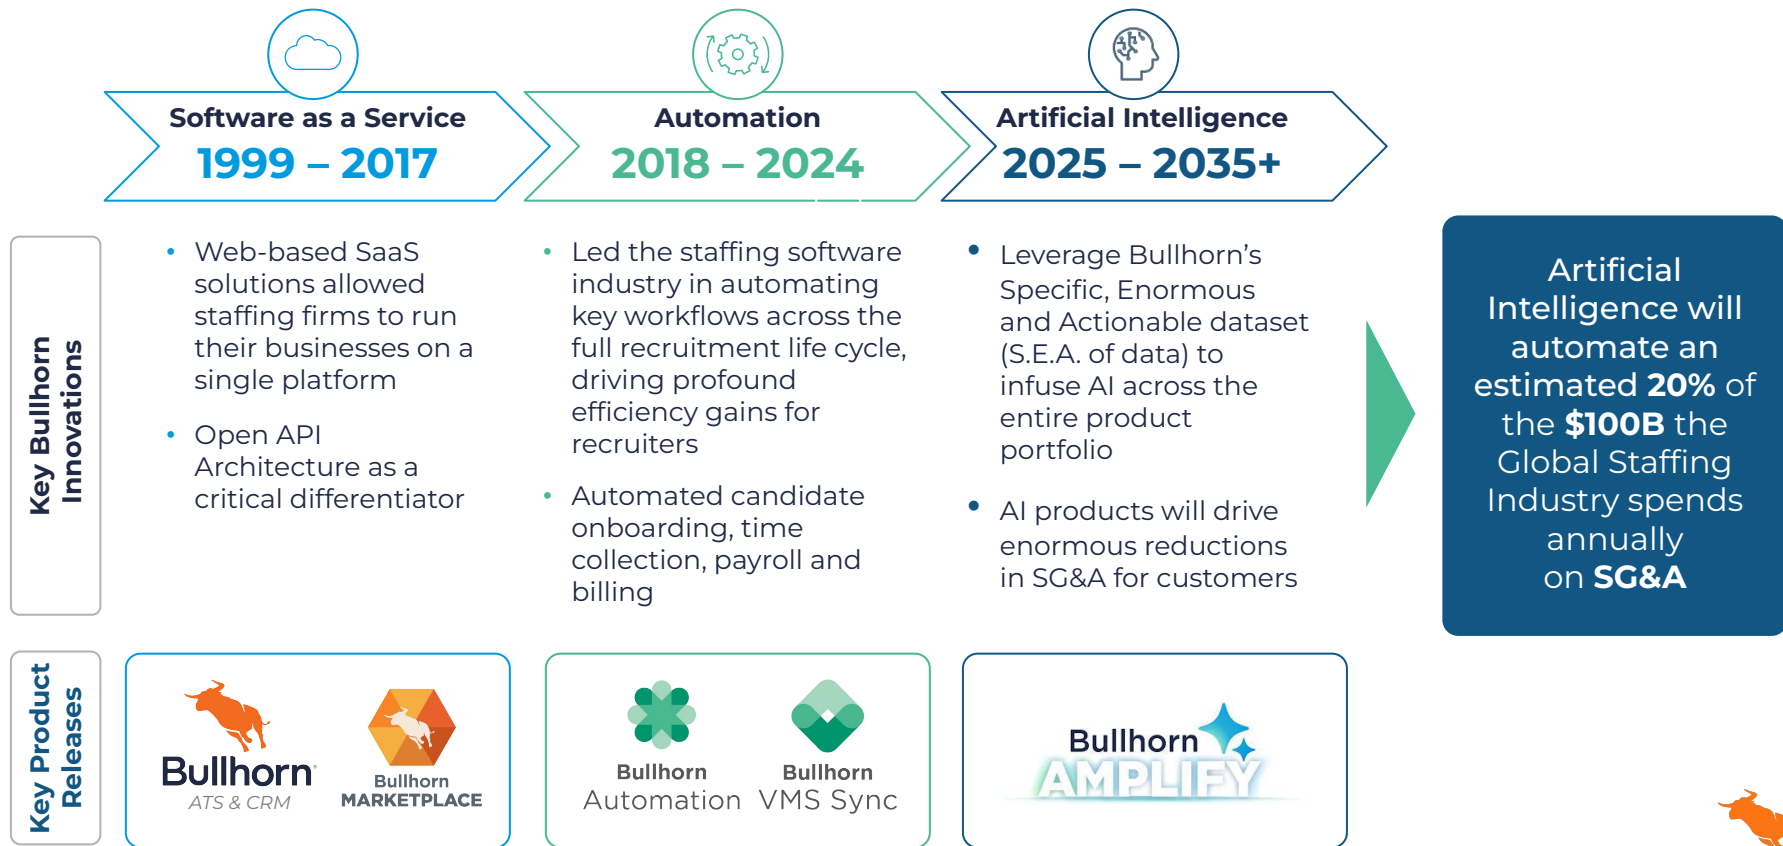 Software as a Service
1999 – 2017
Automation
2018 – 2024
Artificial Intelligence
2025 – 2035+
Key Bullhorn
Innovations
• Web-based SaaS
solutions allowed
staffing firms to run
their businesses on a
single platform
• Open API
Architecture as a
critical differentiator
• Led the staffing software
industry in automating
key workflows across the
full recruitment life cycle,
driving profound
efficiency gains for
recruiters
• Automated candidate
onboarding, time
collection, payroll and
billing
• Leverage Bullhorn’s
Specific, Enormous
and Actionable dataset
(S.E.A. of data) to
infuse AI across the
entire product
portfolio
• AI products will drive
enormous reductions
in SG&A for customers
Artificial
Intelligence will
automate an
estimated 20% of
the $100B the
Global Staffing
Industry spends
annually
on SG&A
Key Product
Releases
Bullhorn
ATS & CRM
Bullhorn
MARKETPLACE
Bullhorn
Automation
Bullhorn
VMS Sync
Bullhorn
AMPLIFY